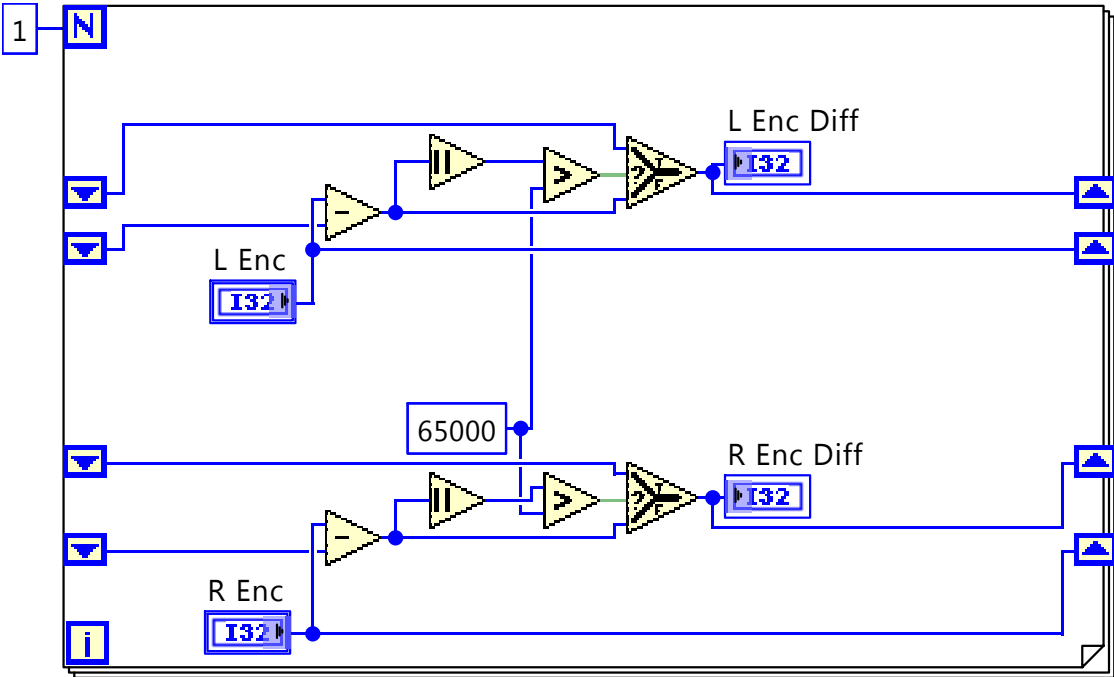 1
N
L Enc Diff
I32
L Enc
I32
65000
R Enc Diff
I32
R Enc
I32
i